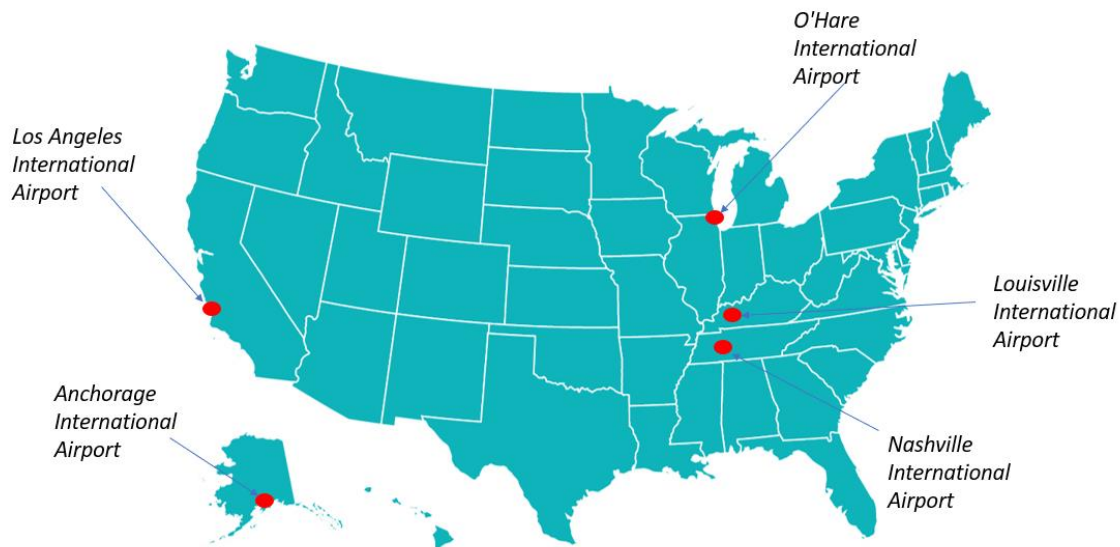 O'Hare
International
Airport
Los Angeles
International
Airport
Louisville
International
Airport
Anchorage
International
Airport
Nashville
International
Airport